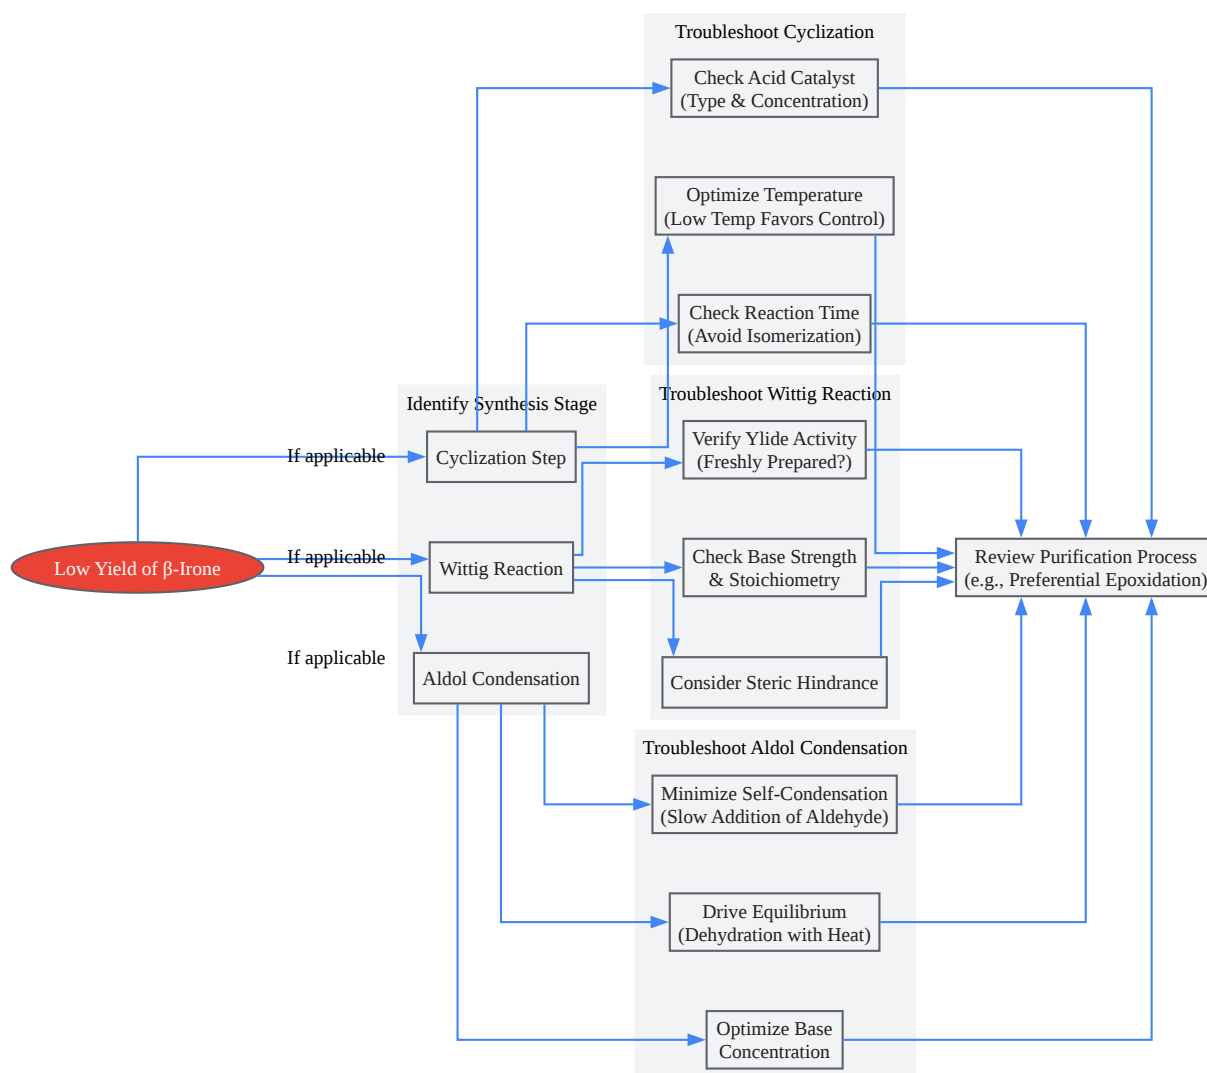 Troubleshoot Cyclization
Check Acid Catalyst
(Type & Concentration)
Optimize Temperature
(Low Temp Favors Control)
Check Reaction Time
(Avoid Isomerization)
Identify Synthesis Stage
Troubleshoot Wittig Reaction
If applicable
Cyclization Step
Verify Ylide Activity
(Freshly Prepared?)
Low Yield of β-Irone
If applicable
Wittig Reaction
Check Base Strength
& Stoichiometry
Review Purification Process
(e.g., Preferential Epoxidation)
If applicable
Aldol Condensation
Consider Steric Hindrance
Troubleshoot Aldol Condensation
Minimize Self-Condensation
(Slow Addition of Aldehyde)
Drive Equilibrium
(Dehydration with Heat)
Optimize Base
Concentration